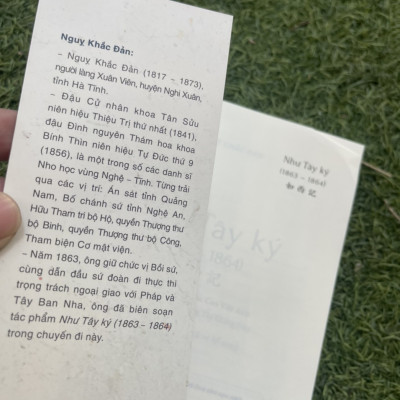 Ngụy Khắc Đản:
– Ngụy Khắc Đản (1817 – 1873),
người làng Xuân Viên, huyện Nghi Xuân,
tỉnh Hà Tĩnh.
– Đậu Cử nhân khoa Tân Sửu
niên hiệu Thiệu Trị thứ nhất (1841),
đậu Đình nguyên Thám hoa khoa
Bính Thìn niên hiệu Tự Đức thứ 9
(1856), là một trong số các danh sĩ
Nho học vùng Nghệ – Tĩnh. Từng trải
qua các vị trí: Án sát tỉnh Quảng
Nam, Bố chánh sứ tỉnh Nghệ An,
Hữu Tham tri bộ Hộ, quyền Thượng thư
bộ Binh, quyền Thượng thư bộ Công,
Tham biện Cơ mật viện.
– Năm 1863, ông giữ chức vị Bồi sứ,
cùng dẫn đầu sứ đoàn đi thực thi
trọng trách ngoại giao với Pháp và
Tây Ban Nha, ông đã biên soạn
tác phẩm Như Tây ký (1863 – 1864)
trong chuyến đi này.
Như Tây ký
(1863 – 1864)
如西記
Tây ký